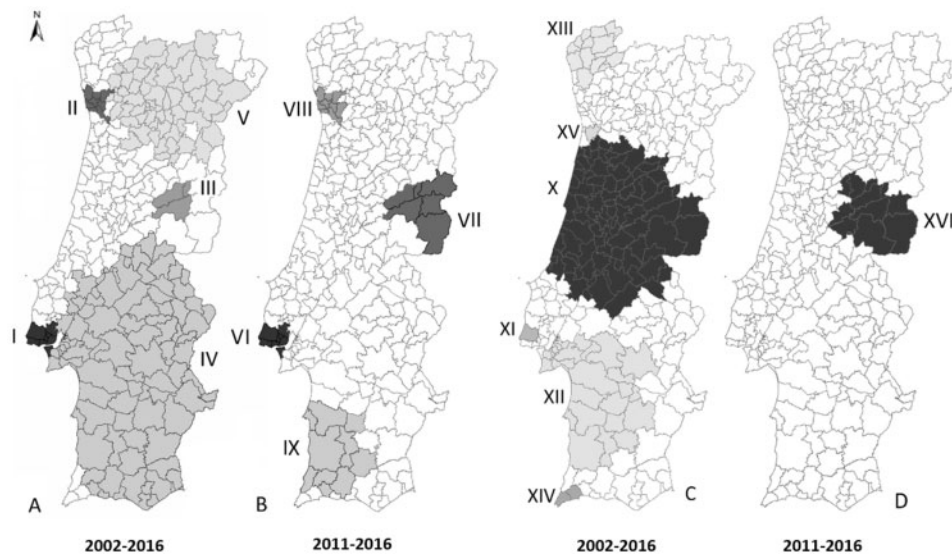 N
XIII
II
V
VIII
XV
III
X
VII
XVI
I
IV
VI
XI
XII
IX
XIV
A
B
C
D
2002-2016
2011-2016
2002-2016
2011-2016